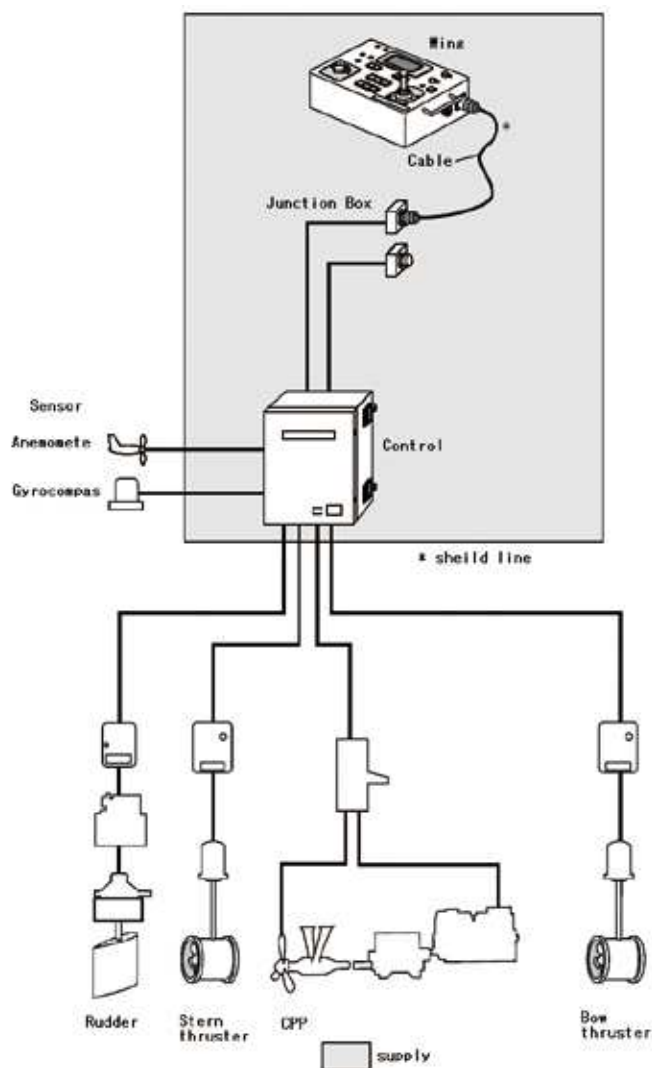 Wing
*
Cable
Junction Box
Sensor
Anemomete
Control
Gyrocompas
* sheild line
Rudder
Stern
thruster
CPP
Bow
thruster
supply